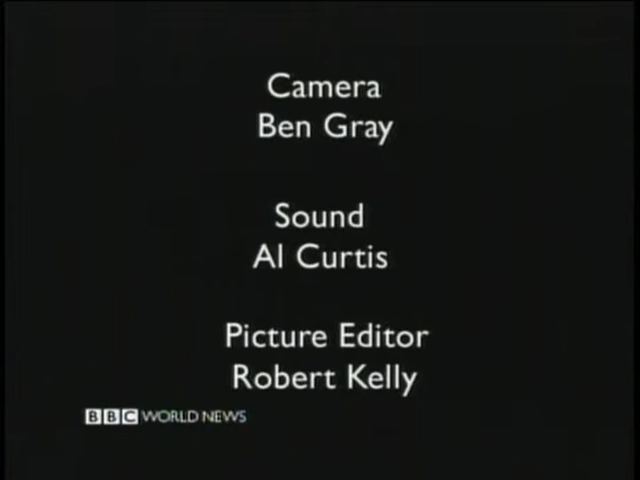 Camera
Ben Gray
Sound
Al Curtis
Picture Editor
Robert Kelly
BBC WORLD NEWS